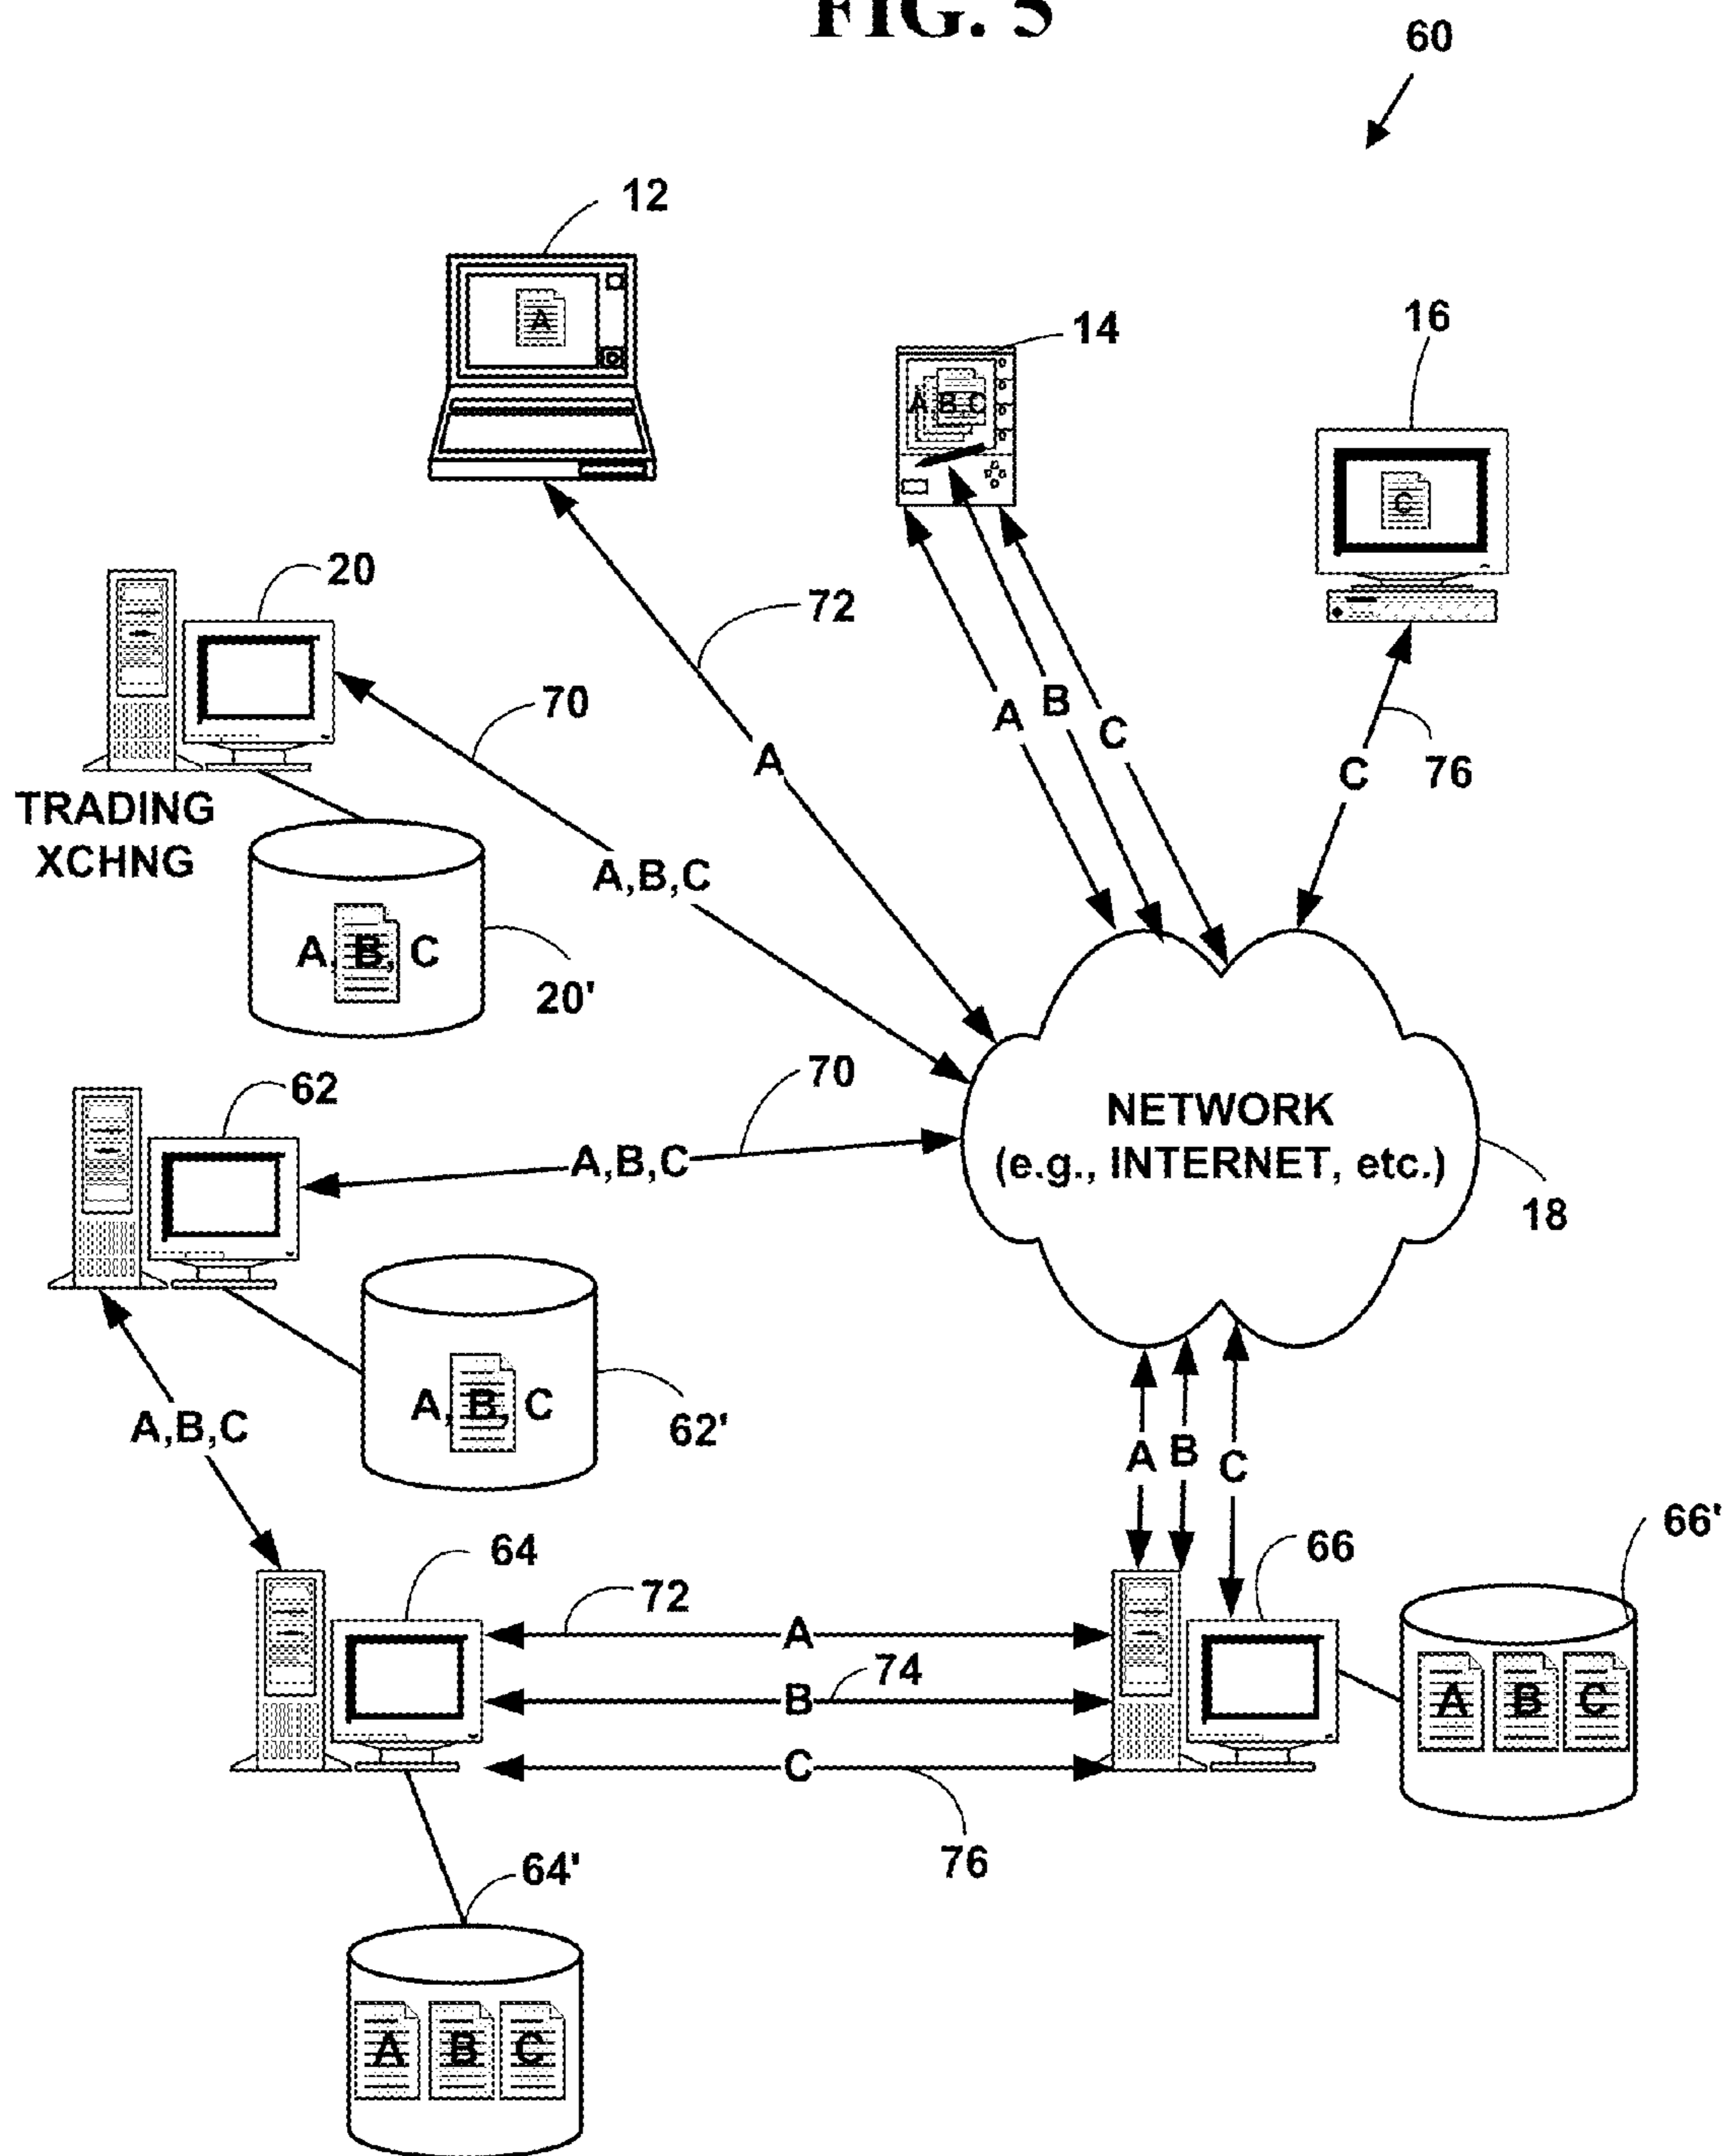 FIG. 5
60
12
A
14
A B C
16
C
20
72
70
A
B
C
A
C
76
TRADING
XCHNG
A,B,C
A, B, C
20'
62
70
A,B,C
NETWORK
(e.g., INTERNET, etc.)
18
A, B, C
62'
A,B,C
A
B
C
64
66
66'
72
A
74
B
C
76
A B C
64'
A B C